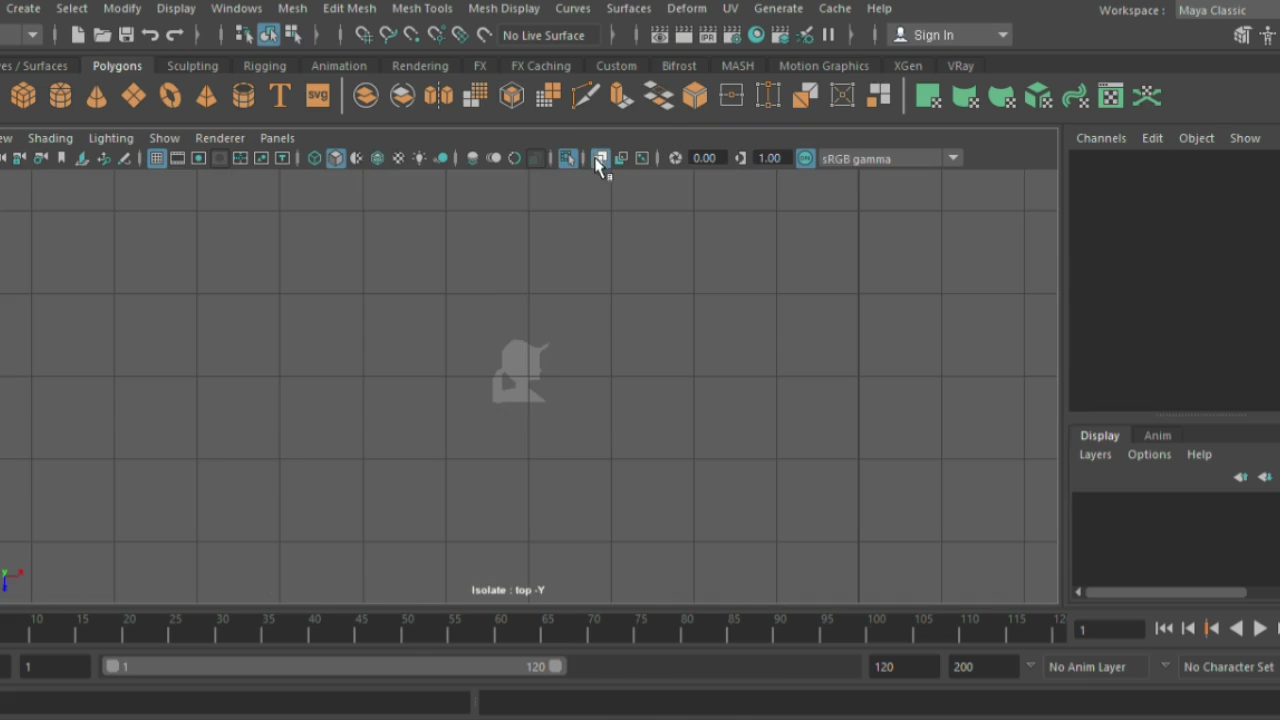 Create Select Modify Display Windows Mesh Edit Mesh Mesh Tools Mesh Display Curves Surfaces Deform UV Generate Cache Help Workspace : Maya Classic
No Live Surface Sign In
es / Surfaces Polygons Sculpting Rigging Animation Rendering FX FX Caching Custom Bifrost MASH Motion Graphics XGen VRay
T SVG
ew Shading Lighting Show Renderer Panels Channels Edit Object Show
0.00 1.00 ON sRGB gamma
Display Anim
Layers Options Help
y x
Isolate : top -Y
10 15 20 25 30 35 40 45 50 55 60 65 70 75 80 85 90 95 100 105 110 115 12 1
1 1 120 120 200 No Anim Layer No Character Set